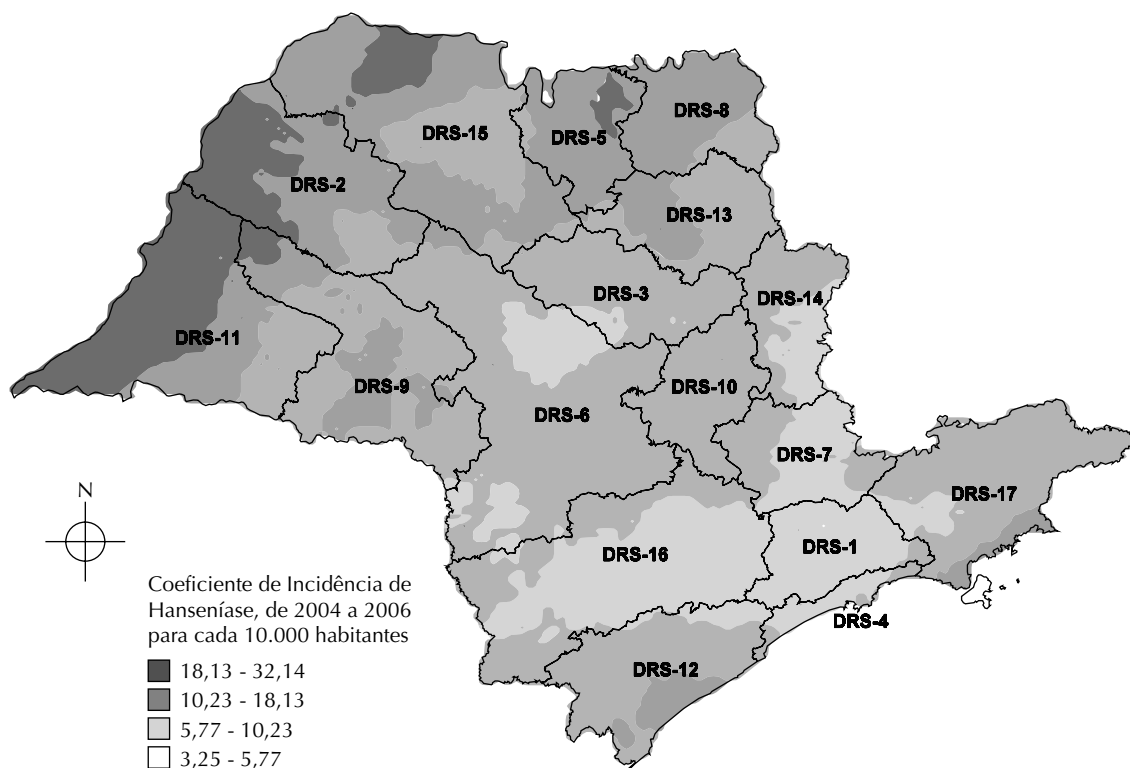 DRS-8
DRS-15
DRS-5
DRS-2
DRS-13
DRS-3
DRS-14
DRS-11
DRS-9
DRS-10
DRS-6
DRS-7
DRS-17
N
DRS-16
DRS-1
DRS-4
DRS-12
Coeficiente de Incidência de
Hanseníase, de 2004 a 2006
para cada 10.000 habitantes
18,13 - 32,14
10,23 - 18,13
5,77 - 10,23
3,25 - 5,77